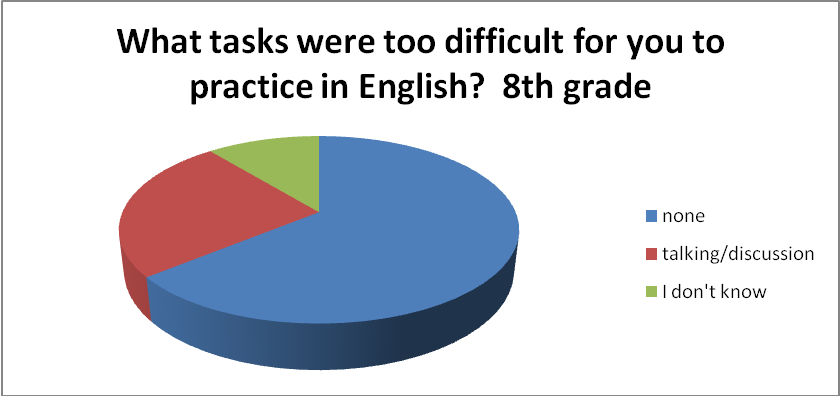 What tasks were too difficult for you to
practice in English?  8th grade
none
talking/discussion
I don't know